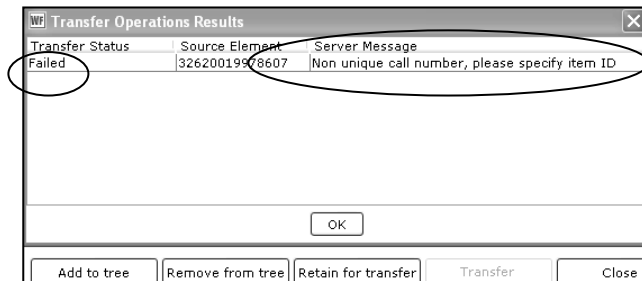 WF Transfer Operations Results
Transfer Status Source Element Server Message
Failed 32620019978607 Non unique call number, please specify item ID
OK
Add to tree Remove from tree Retain for transfer Transfer Close